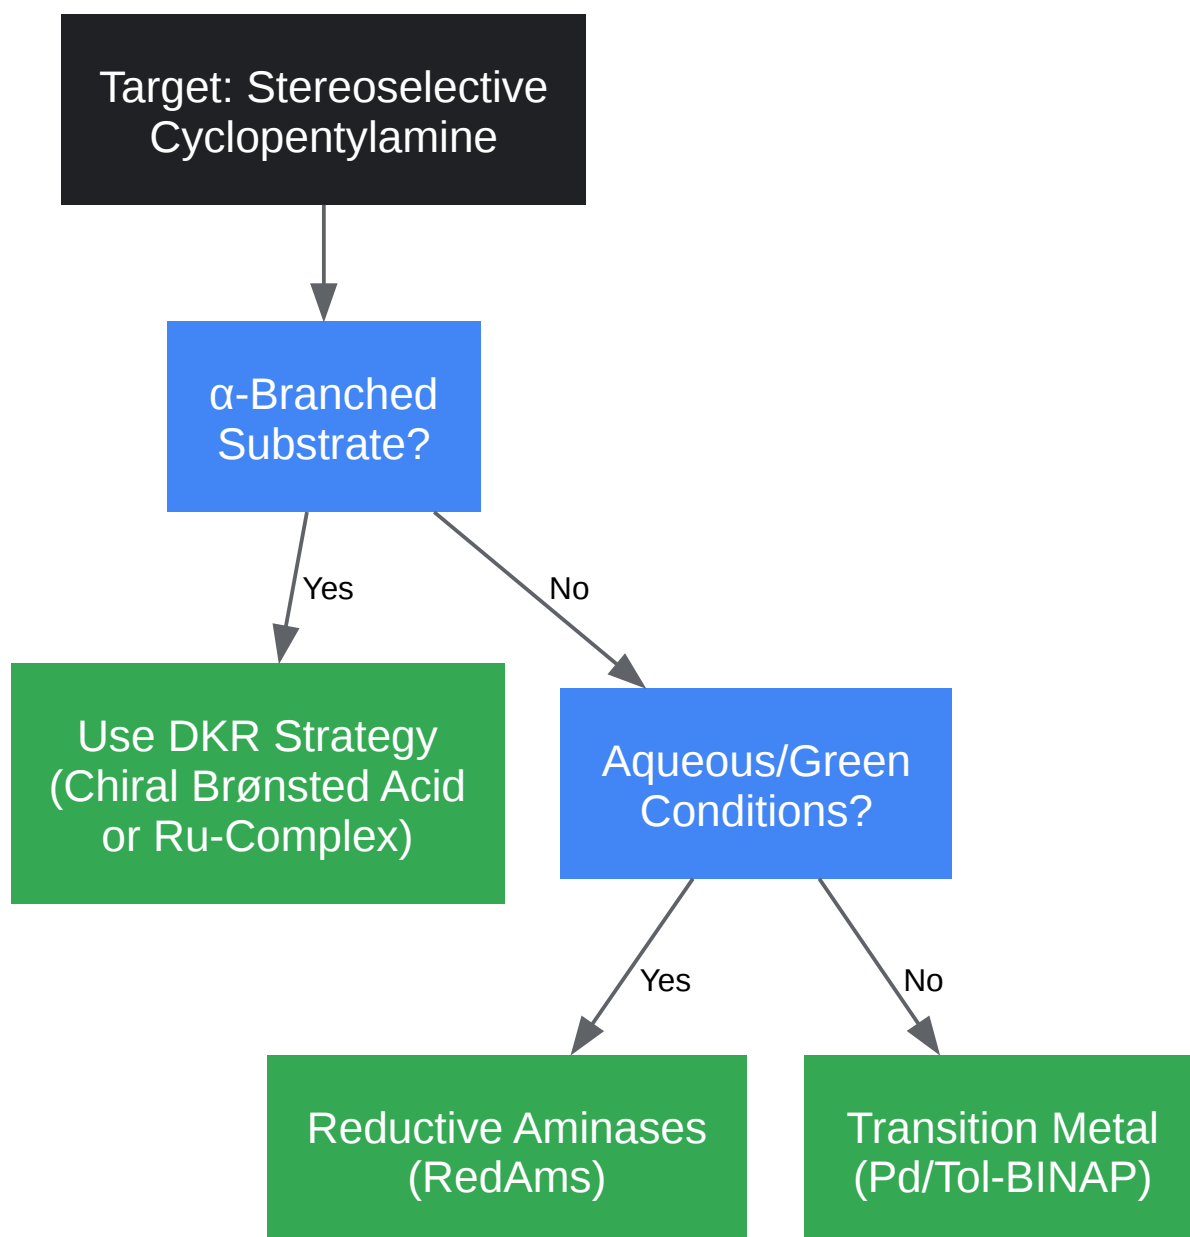 Target: Stereoselective
Cyclopentylamine
α-Branched
Substrate?
Yes
No
Use DKR Strategy
(Chiral Brønsted Acid
or Ru-Complex)
Aqueous/Green
Conditions?
Yes
No
Reductive Aminases
(RedAms)
Transition Metal
(Pd/Tol-BINAP)